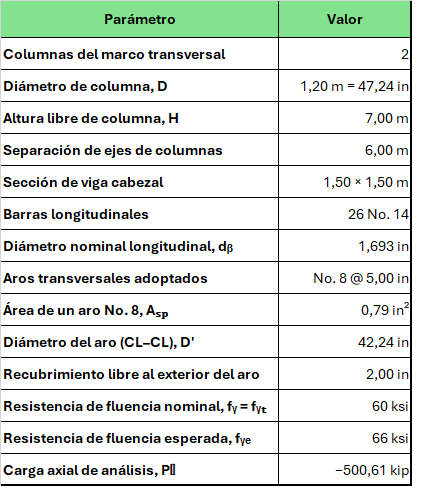 Parámetro Valor
Columnas del marco transversal 2
Diámetro de columna, D 1,20 m = 47,24 in
Altura libre de columna, H 7,00 m
Separación de ejes de columnas 6,00 m
Sección de viga cabezal 1,50 × 1,50 m
Barras longitudinales 26 No. 14
Diámetro nominal longitudinal, dᵦ 1,693 in
Aros transversales adoptados No. 8 @ 5,00 in
Área de un aro No. 8, Aₛₚ 0,79 in²
Diámetro del aro (CL–CL), D' 42,24 in
Recubrimiento libre al exterior del aro 2,00 in
Resistencia de fluencia nominal, fᵧ = fᵧₜ 60 ksi
Resistencia de fluencia esperada, fᵧₑ 66 ksi
Carga axial de análisis, P −500,61 kip